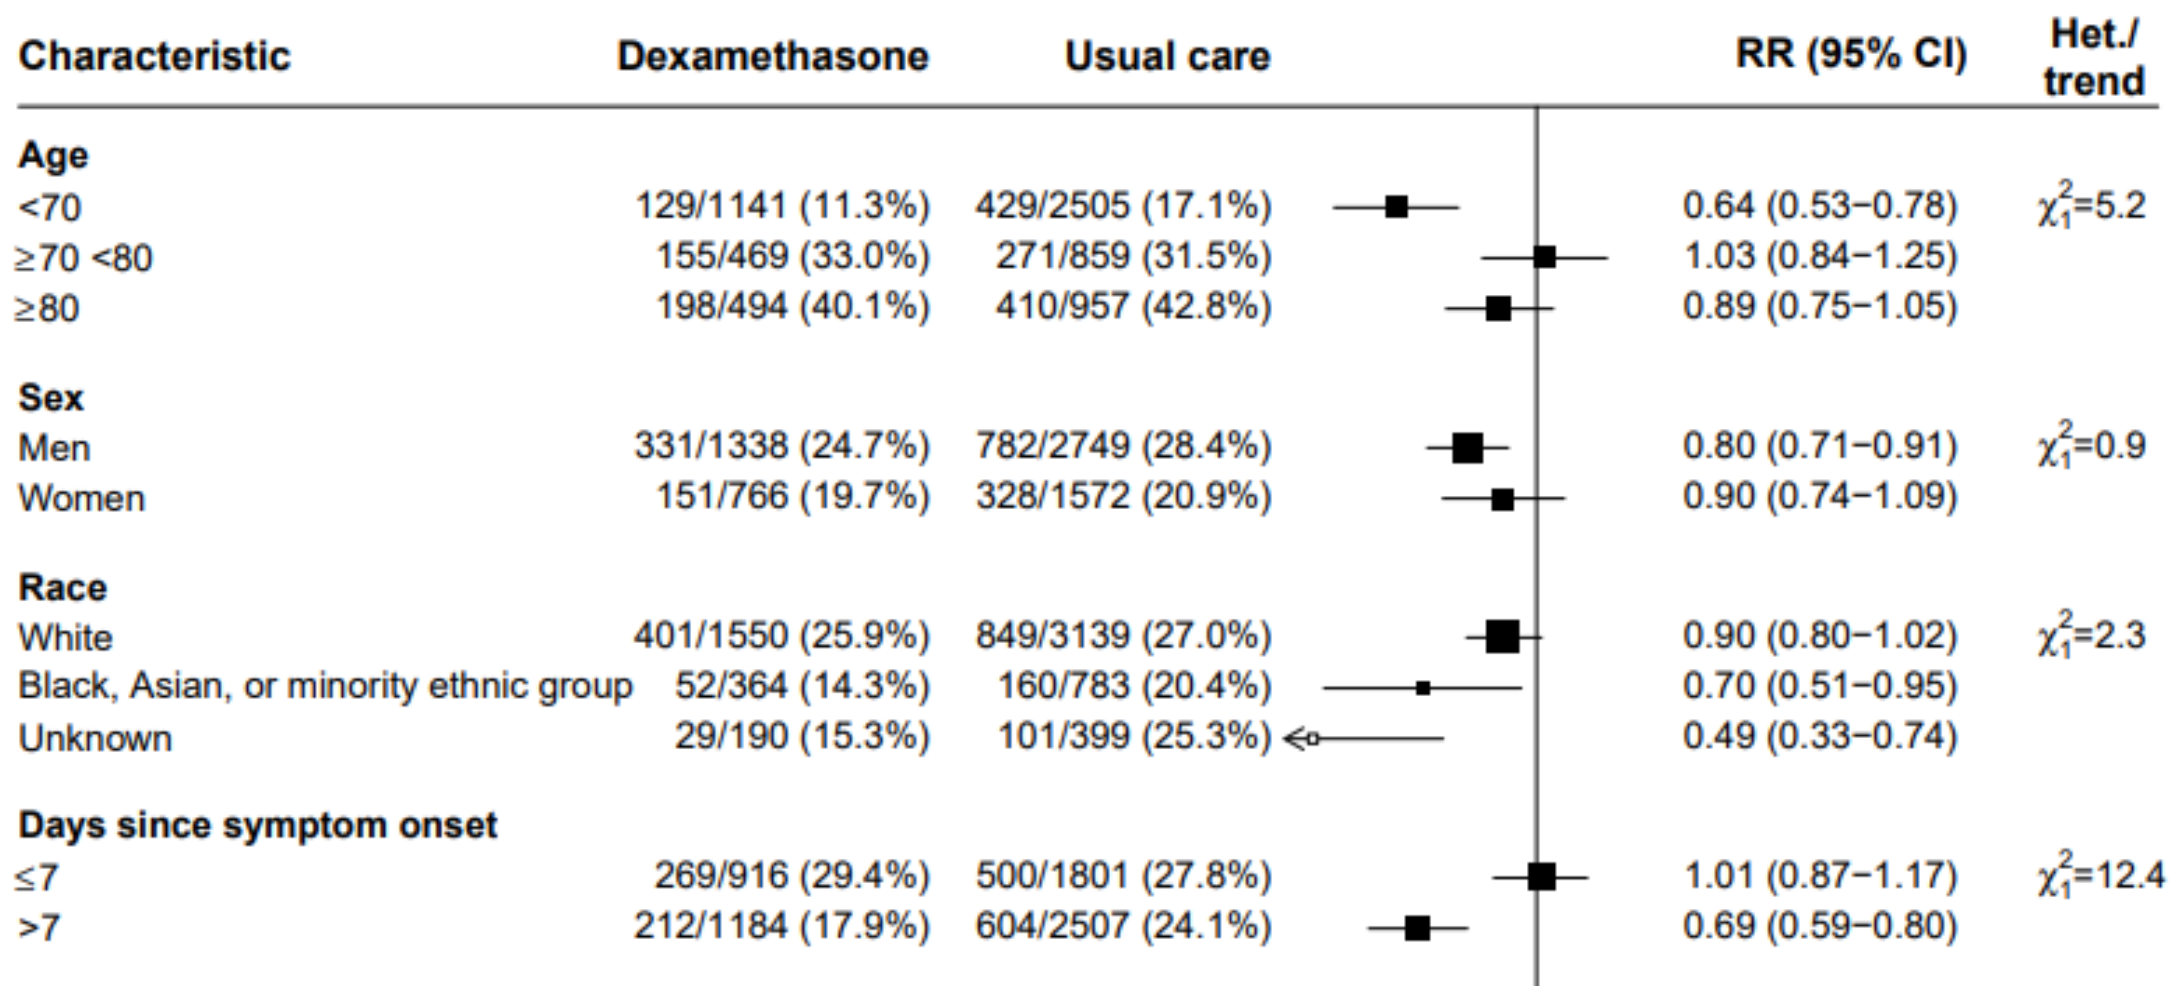 Characteristic Dexamethasone Usual care RR (95% CI) Het./
trend
Age
<70 129/1141 (11.3%) 429/2505 (17.1%) 0.64 (0.53−0.78) χ²₁=5.2
≥70 <80 155/469 (33.0%) 271/859 (31.5%) 1.03 (0.84−1.25)
≥80 198/494 (40.1%) 410/957 (42.8%) 0.89 (0.75−1.05)
Sex
Men 331/1338 (24.7%) 782/2749 (28.4%) 0.80 (0.71−0.91) χ²₁=0.9
Women 151/766 (19.7%) 328/1572 (20.9%) 0.90 (0.74−1.09)
Race
White 401/1550 (25.9%) 849/3139 (27.0%) 0.90 (0.80−1.02) χ²₁=2.3
Black, Asian, or minority ethnic group 52/364 (14.3%) 160/783 (20.4%) 0.70 (0.51−0.95)
Unknown 29/190 (15.3%) 101/399 (25.3%) 0.49 (0.33−0.74)
Days since symptom onset
≤7 269/916 (29.4%) 500/1801 (27.8%) 1.01 (0.87−1.17) χ²₁=12.4
>7 212/1184 (17.9%) 604/2507 (24.1%) 0.69 (0.59−0.80)